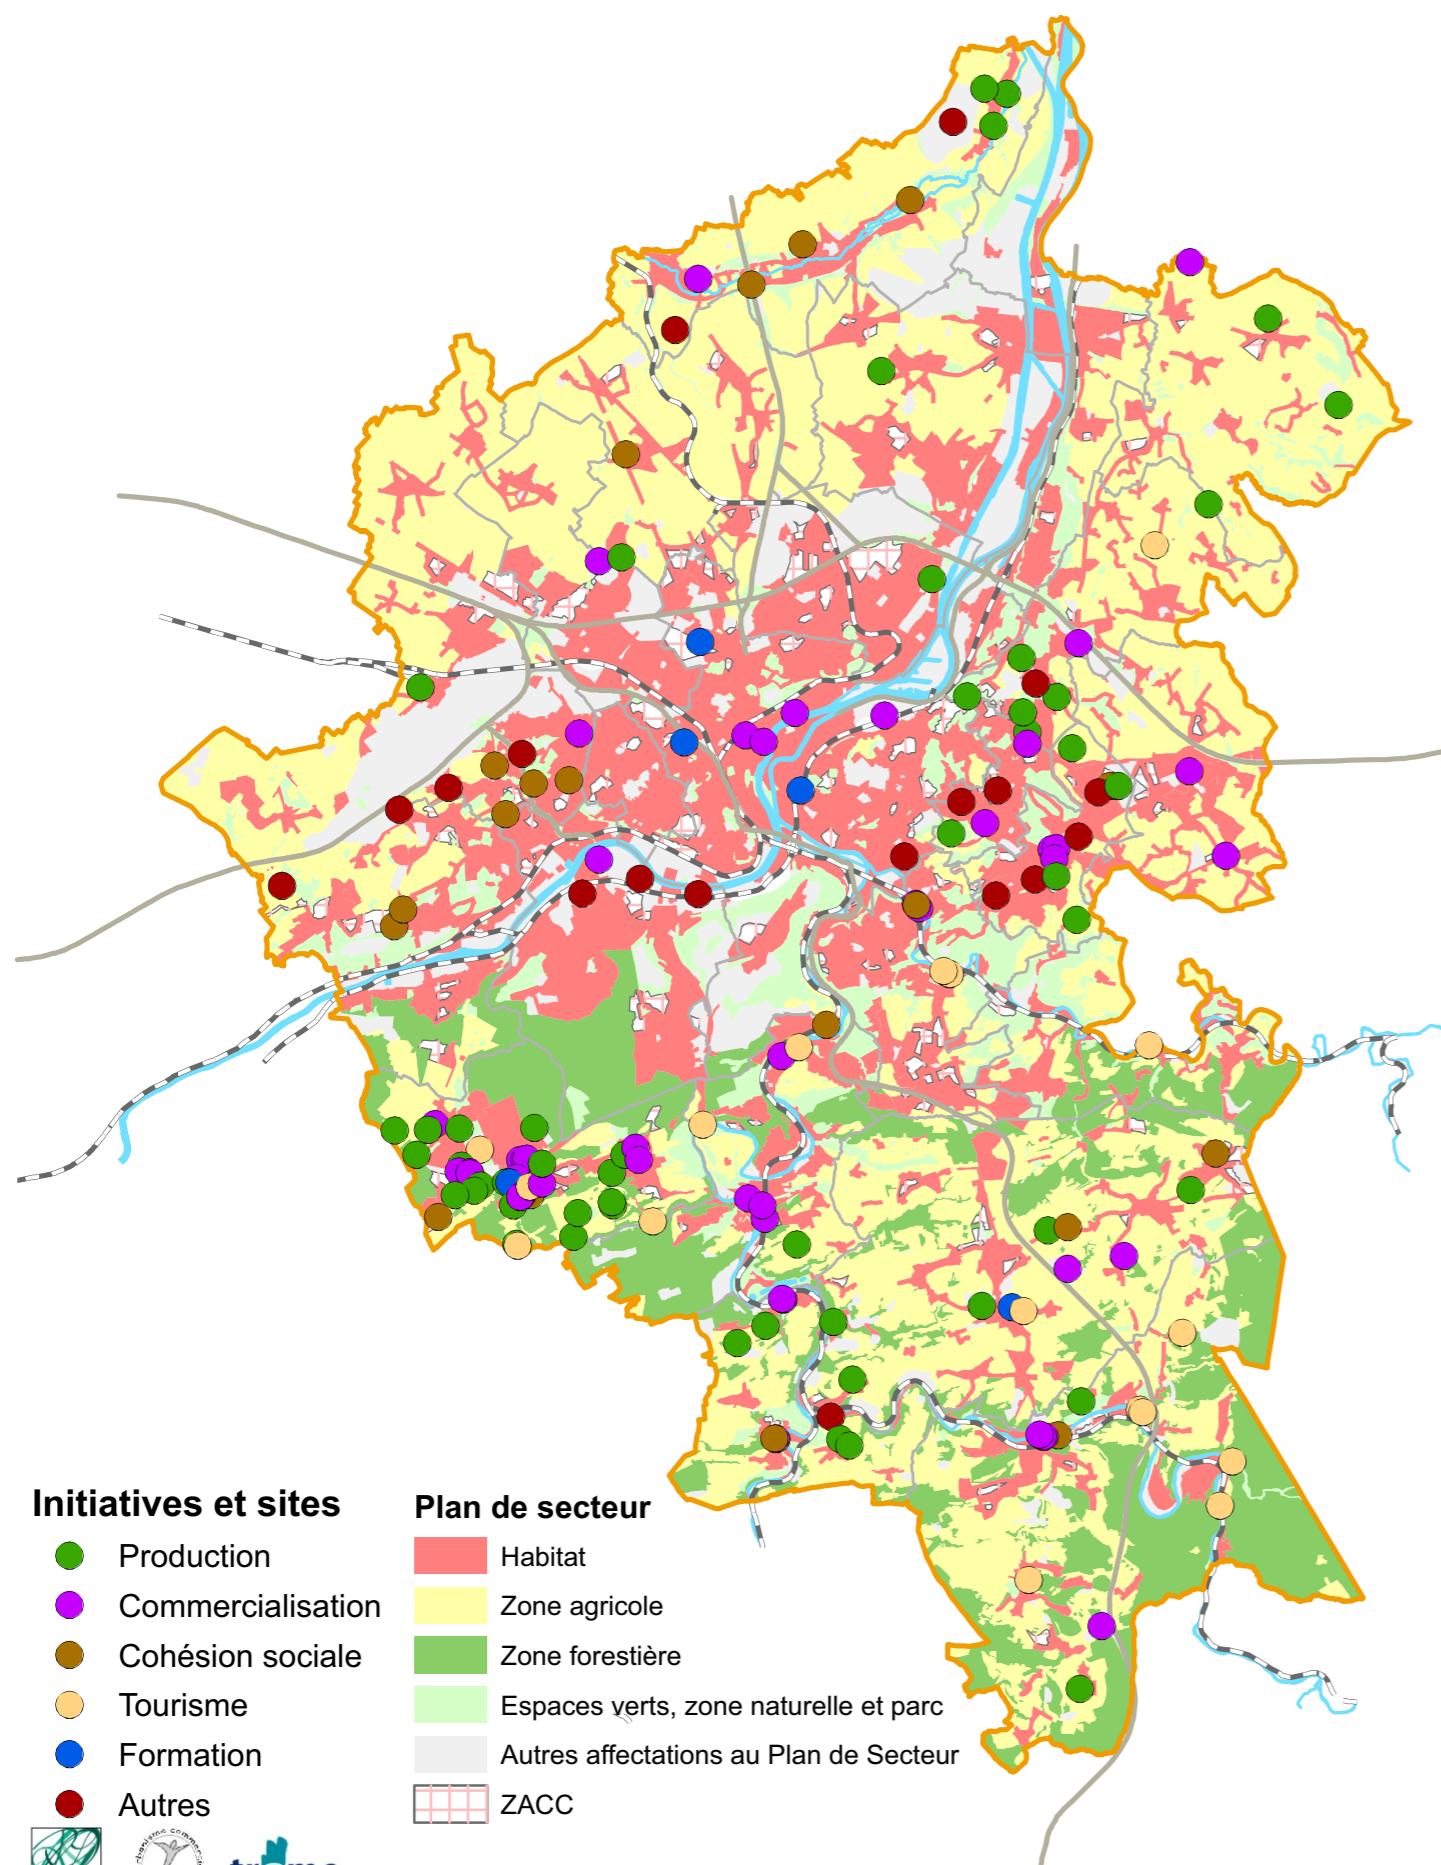 Initiatives et sites
Production
Commercialisation
Cohésion sociale
Tourisme
Formation
Autres
Plan de secteur
Habitat
Zone agricole
Zone forestière
Espaces verts, zone naturelle et parc
Autres affectations au Plan de Secteur
ZACC